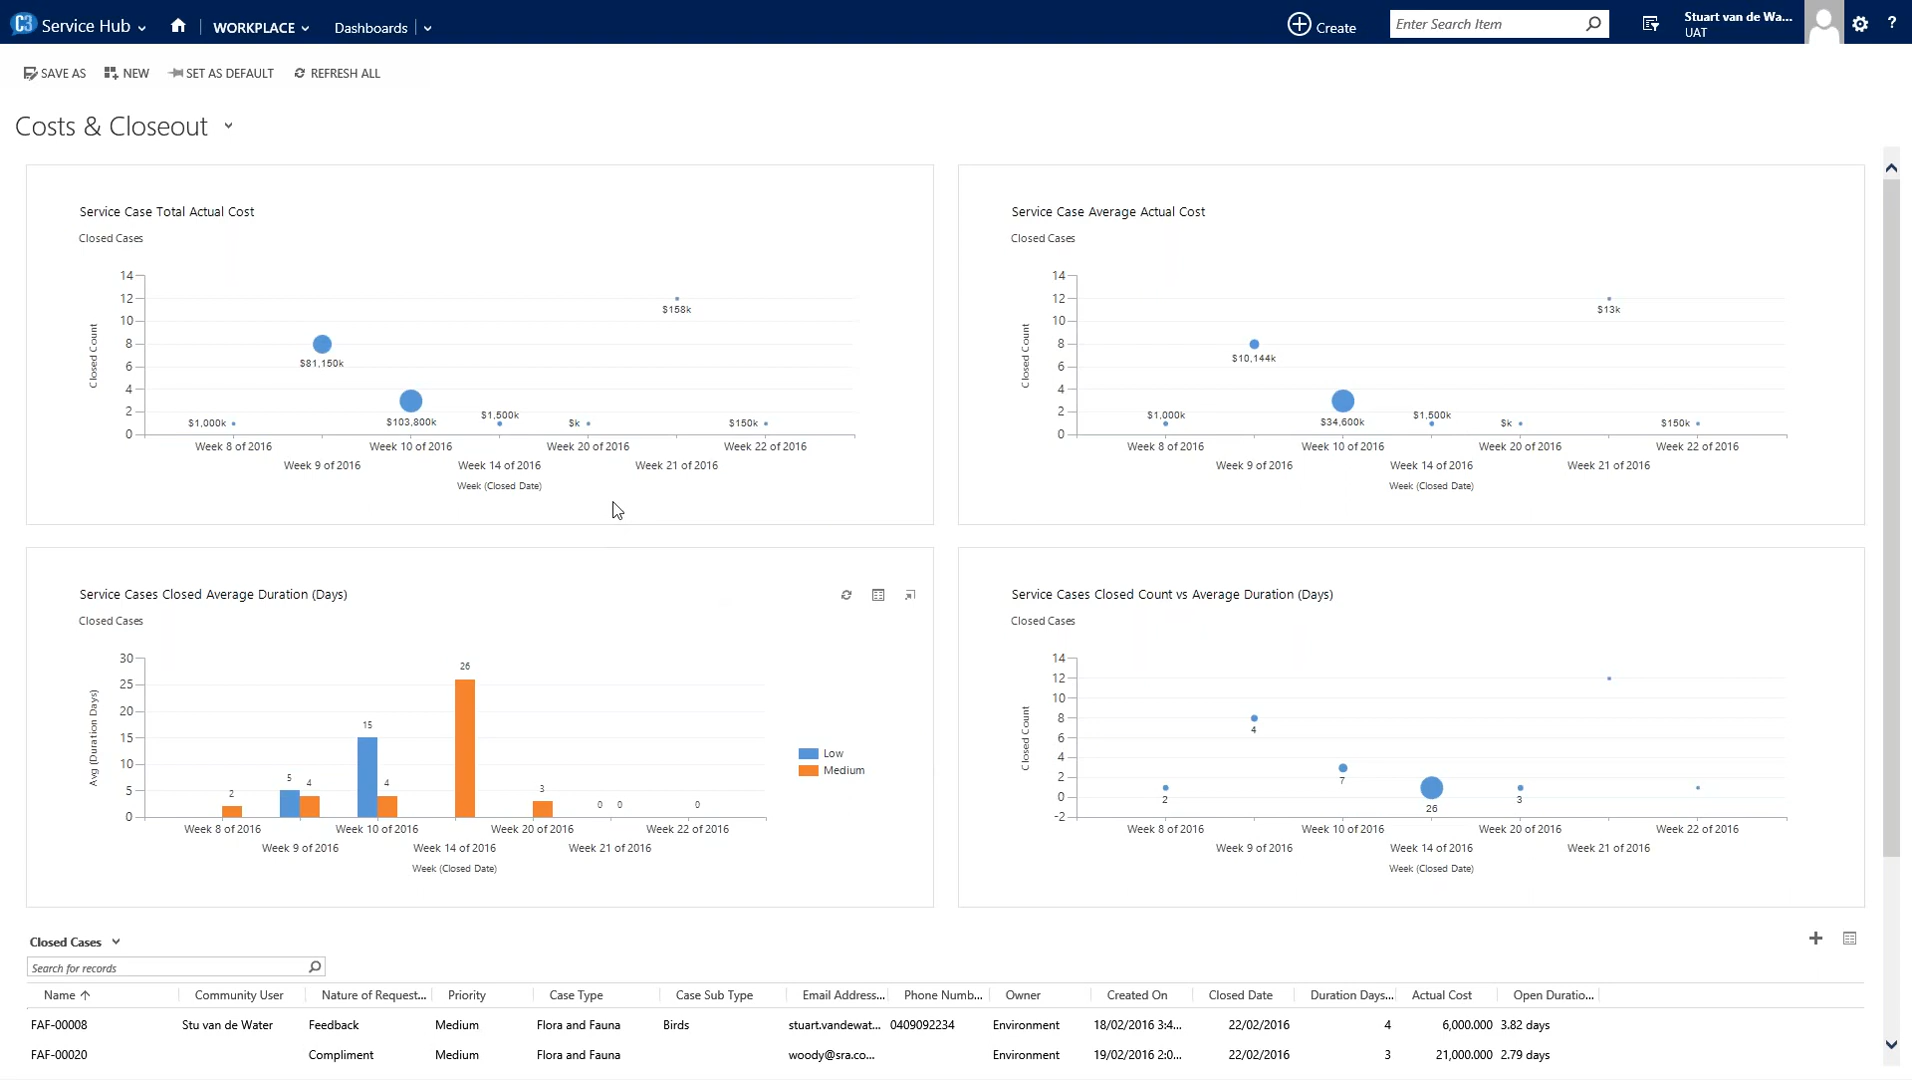 C3 Service Hub WORKPLACE Dashboards Create Enter Search Item Stuart van de Wa... UAT ?
SAVE AS NEW SET AS DEFAULT REFRESH ALL
Costs & Closeout
Service Case Total Actual Cost
Closed Cases
Closed Count
14
12
10
8
6
4
2
0
$1,000k
$81,150k
$103,800k
$1,500k
$k
$158k
$150k
Week 8 of 2016 Week 10 of 2016 Week 20 of 2016 Week 22 of 2016
Week 9 of 2016 Week 14 of 2016 Week 21 of 2016
Week (Closed Date)
Service Case Average Actual Cost
Closed Cases
Closed Count
14
12
10
8
6
4
2
0
$1,000k
$10,144k
$34,600k
$1,500k
$k
$13k
$150k
Week 8 of 2016 Week 10 of 2016 Week 20 of 2016 Week 22 of 2016
Week 9 of 2016 Week 14 of 2016 Week 21 of 2016
Week (Closed Date)
Service Cases Closed Average Duration (Days)
Closed Cases
Avg (Duration Days)
30
25
20
15
10
5
0
2
5 4
15 4
26
3
0 0
0
Low
Medium
Week 8 of 2016 Week 10 of 2016 Week 20 of 2016 Week 22 of 2016
Week 9 of 2016 Week 14 of 2016 Week 21 of 2016
Week (Closed Date)
Service Cases Closed Count vs Average Duration (Days)
Closed Cases
Closed Count
14
12
10
8
6
4
2
0
-2
2
4
7
26
3
Week 8 of 2016 Week 10 of 2016 Week 20 of 2016 Week 22 of 2016
Week 9 of 2016 Week 14 of 2016 Week 21 of 2016
Week (Closed Date)
Closed Cases
Search for records
Name Community User Nature of Request... Priority Case Type Case Sub Type Email Address... Phone Numb... Owner Created On Closed Date Duration Days... Actual Cost Open Duratio...
FAF-00008 Stu van de Water Feedback Medium Flora and Fauna Birds stuart.vandewat... 0409092234 Environment 18/02/2016 3:4... 22/02/2016 4 6,000.000 3.82 days
FAF-00020 Compliment Medium Flora and Fauna woody@sra.co... Environment 19/02/2016 2:0... 22/02/2016 3 21,000.000 2.79 days